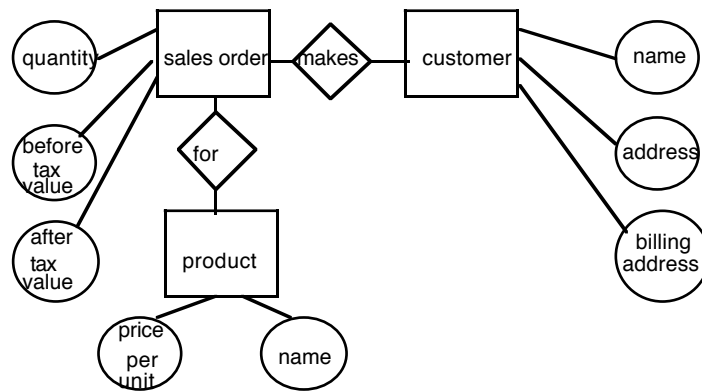 quantity
sales order
makes
customer
name
before
tax
value
for
address
after
tax
value
product
billing
address
price
per
unit
name